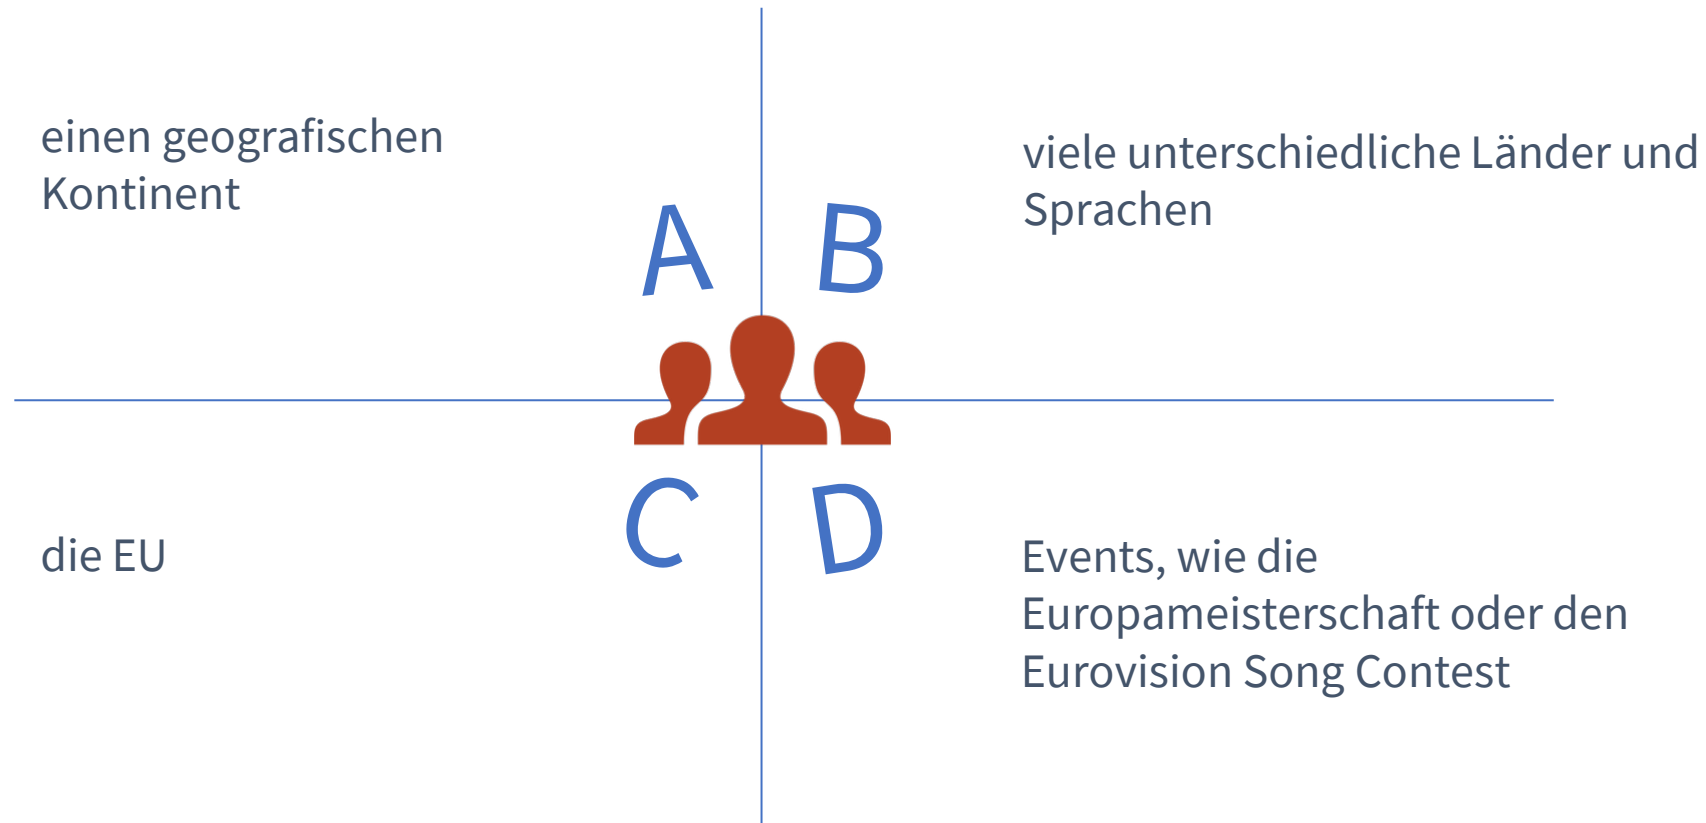 einen geografischen
Kontinent
A
viele unterschiedliche Länder und
Sprachen
B
die EU
C
Events, wie die
Europameisterschaft oder den
Eurovision Song Contest
D